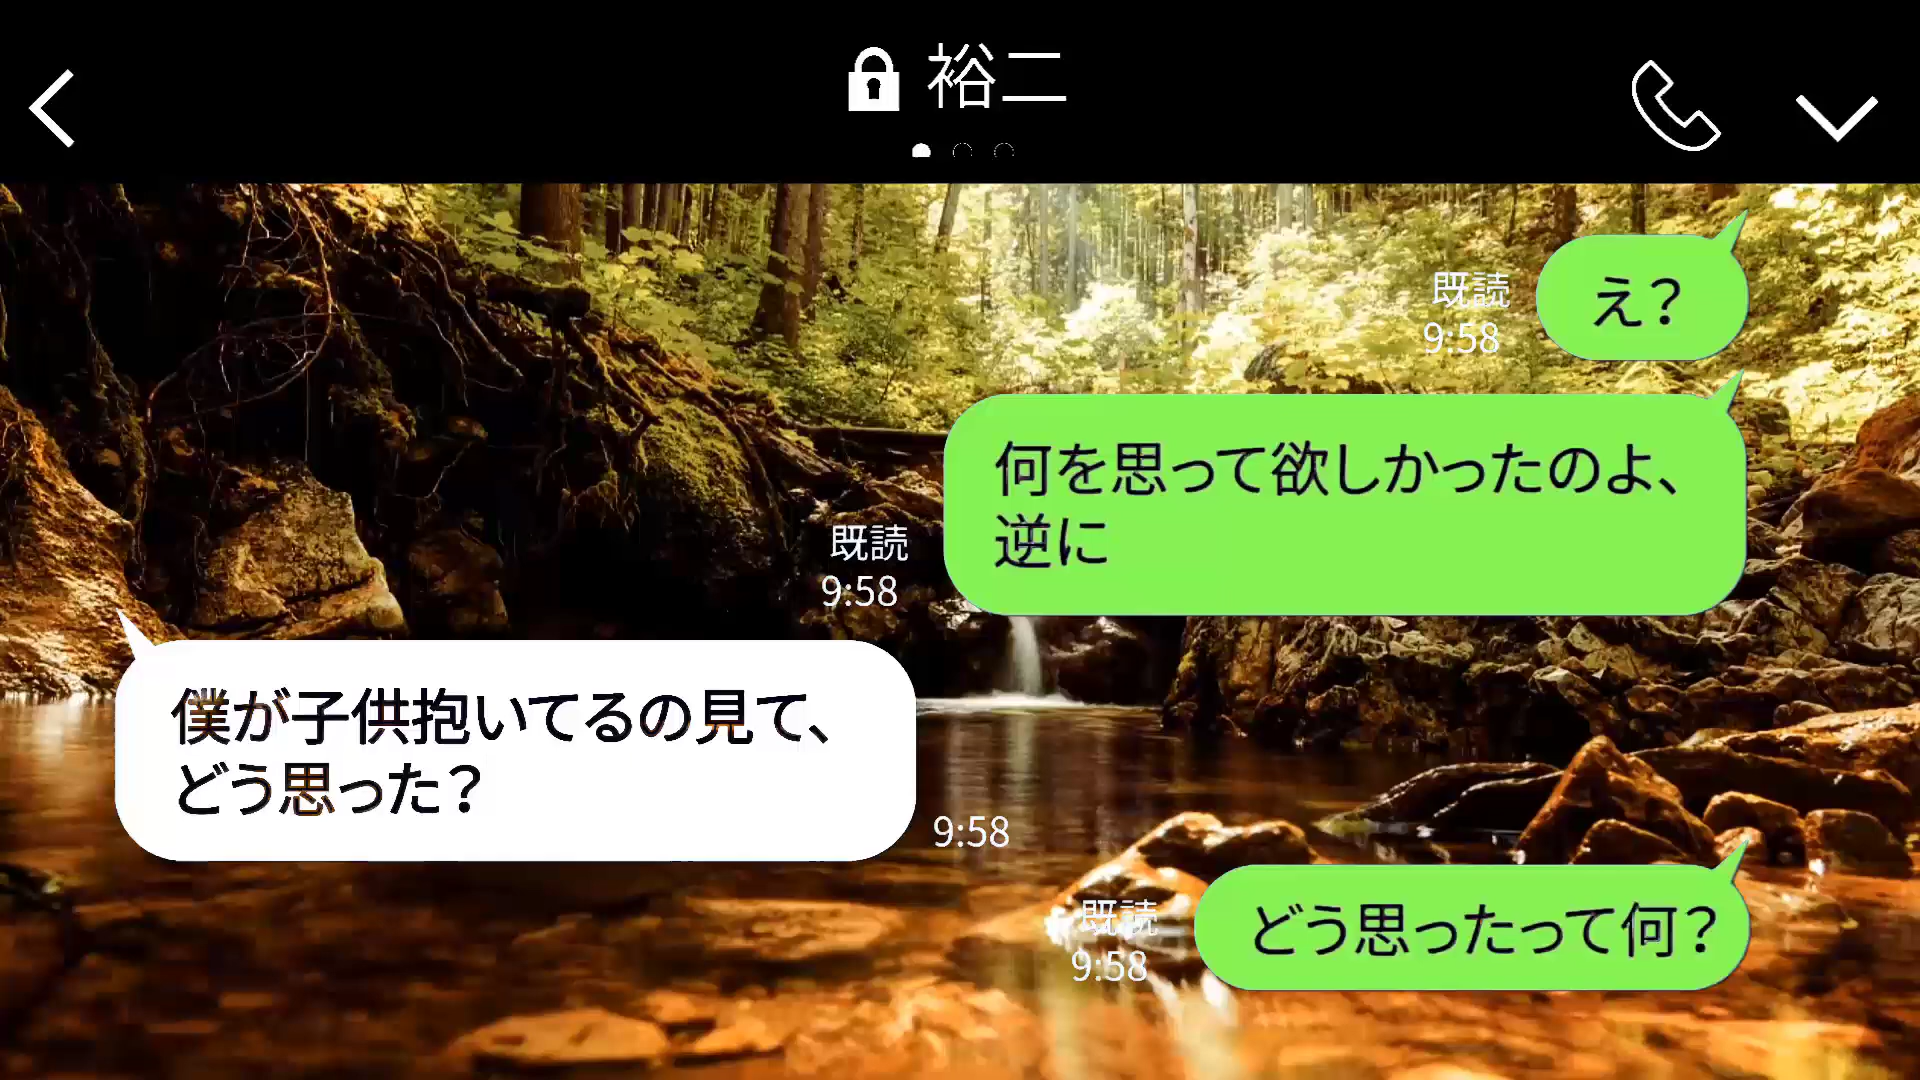 裕二
え？
既読
9:58
何を思って欲しかったのよ、
逆に
既読
9:58
僕が子供抱いてるの見て、
どう思った？
9:58
どう思ったって何？
既読
9:58